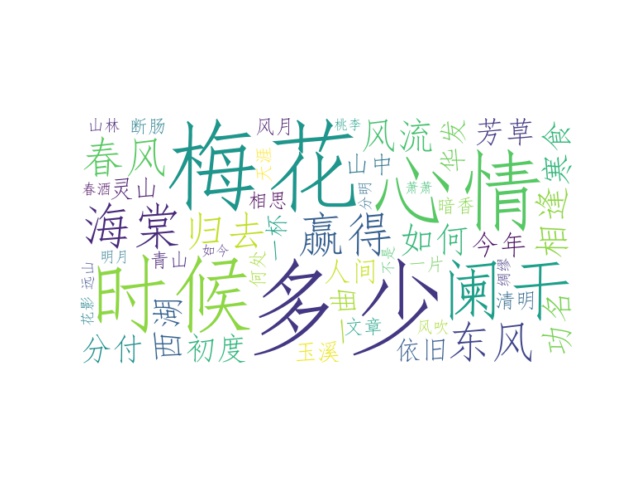 山林
断肠
梅花
风月
桃李
风流
华发
芳草
寒食
春风
天涯
山中
心情
分明
萧萧
暗香
相逢
春酒
灵山
相思
海棠
归去
一杯
赢得
如何
今年
明月
青山
如今
何处
人间
不是
一片
绸缪
阑干
时候
多少
远山
花影
西湖
一曲
文章
清明
功名
分付
初度
玉溪
风吹
依旧
东风